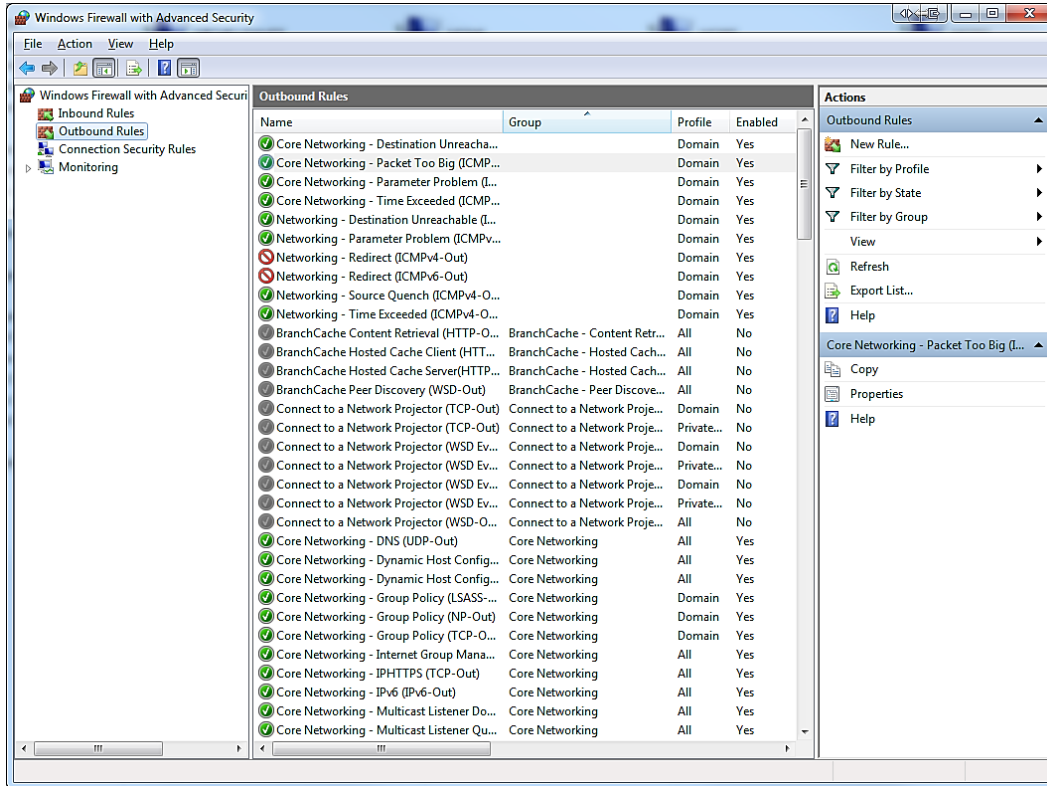 Windows Firewall with Advanced Security
File Action View Help
Windows Firewall with Advanced Securi
Inbound Rules
Outbound Rules
Connection Security Rules
Monitoring
Outbound Rules
Name Group Profile Enabled
Core Networking - Destination Unreacha... Domain Yes
Core Networking - Packet Too Big (ICMP... Domain Yes
Core Networking - Parameter Problem (I... Domain Yes
Core Networking - Time Exceeded (ICMP... Domain Yes
Networking - Destination Unreachable (I... Domain Yes
Networking - Parameter Problem (ICMPv... Domain Yes
Networking - Redirect (ICMPv4-Out) Domain Yes
Networking - Redirect (ICMPv6-Out) Domain Yes
Networking - Source Quench (ICMPv4-O... Domain Yes
Networking - Time Exceeded (ICMPv4-O... Domain Yes
BranchCache Content Retrieval (HTTP-O... BranchCache - Content Retr... All No
BranchCache Hosted Cache Client (HTT... BranchCache - Hosted Cach... All No
BranchCache Hosted Cache Server(HTTP... BranchCache - Hosted Cach... All No
BranchCache Peer Discovery (WSD-Out) BranchCache - Peer Discove... All No
Connect to a Network Projector (TCP-Out) Connect to a Network Proje... Domain No
Connect to a Network Projector (TCP-Out) Connect to a Network Proje... Private... No
Connect to a Network Projector (WSD Ev... Connect to a Network Proje... Domain No
Connect to a Network Projector (WSD Ev... Connect to a Network Proje... Private... No
Connect to a Network Projector (WSD Ev... Connect to a Network Proje... Domain No
Connect to a Network Projector (WSD Ev... Connect to a Network Proje... Private... No
Connect to a Network Projector (WSD-O... Connect to a Network Proje... All No
Core Networking - DNS (UDP-Out) Core Networking All Yes
Core Networking - Dynamic Host Config... Core Networking All Yes
Core Networking - Dynamic Host Config... Core Networking All Yes
Core Networking - Group Policy (LSASS-... Core Networking Domain Yes
Core Networking - Group Policy (NP-Out) Core Networking Domain Yes
Core Networking - Group Policy (TCP-O... Core Networking Domain Yes
Core Networking - Internet Group Mana... Core Networking All Yes
Core Networking - IPHTTPS (TCP-Out) Core Networking All Yes
Core Networking - IPv6 (IPv6-Out) Core Networking All Yes
Core Networking - Multicast Listener Do... Core Networking All Yes
Core Networking - Multicast Listener Qu... Core Networking All Yes
Actions
Outbound Rules
New Rule...
Filter by Profile
Filter by State
Filter by Group
View
Refresh
Export List...
Help
Core Networking - Packet Too Big (I...
Copy
Properties
Help